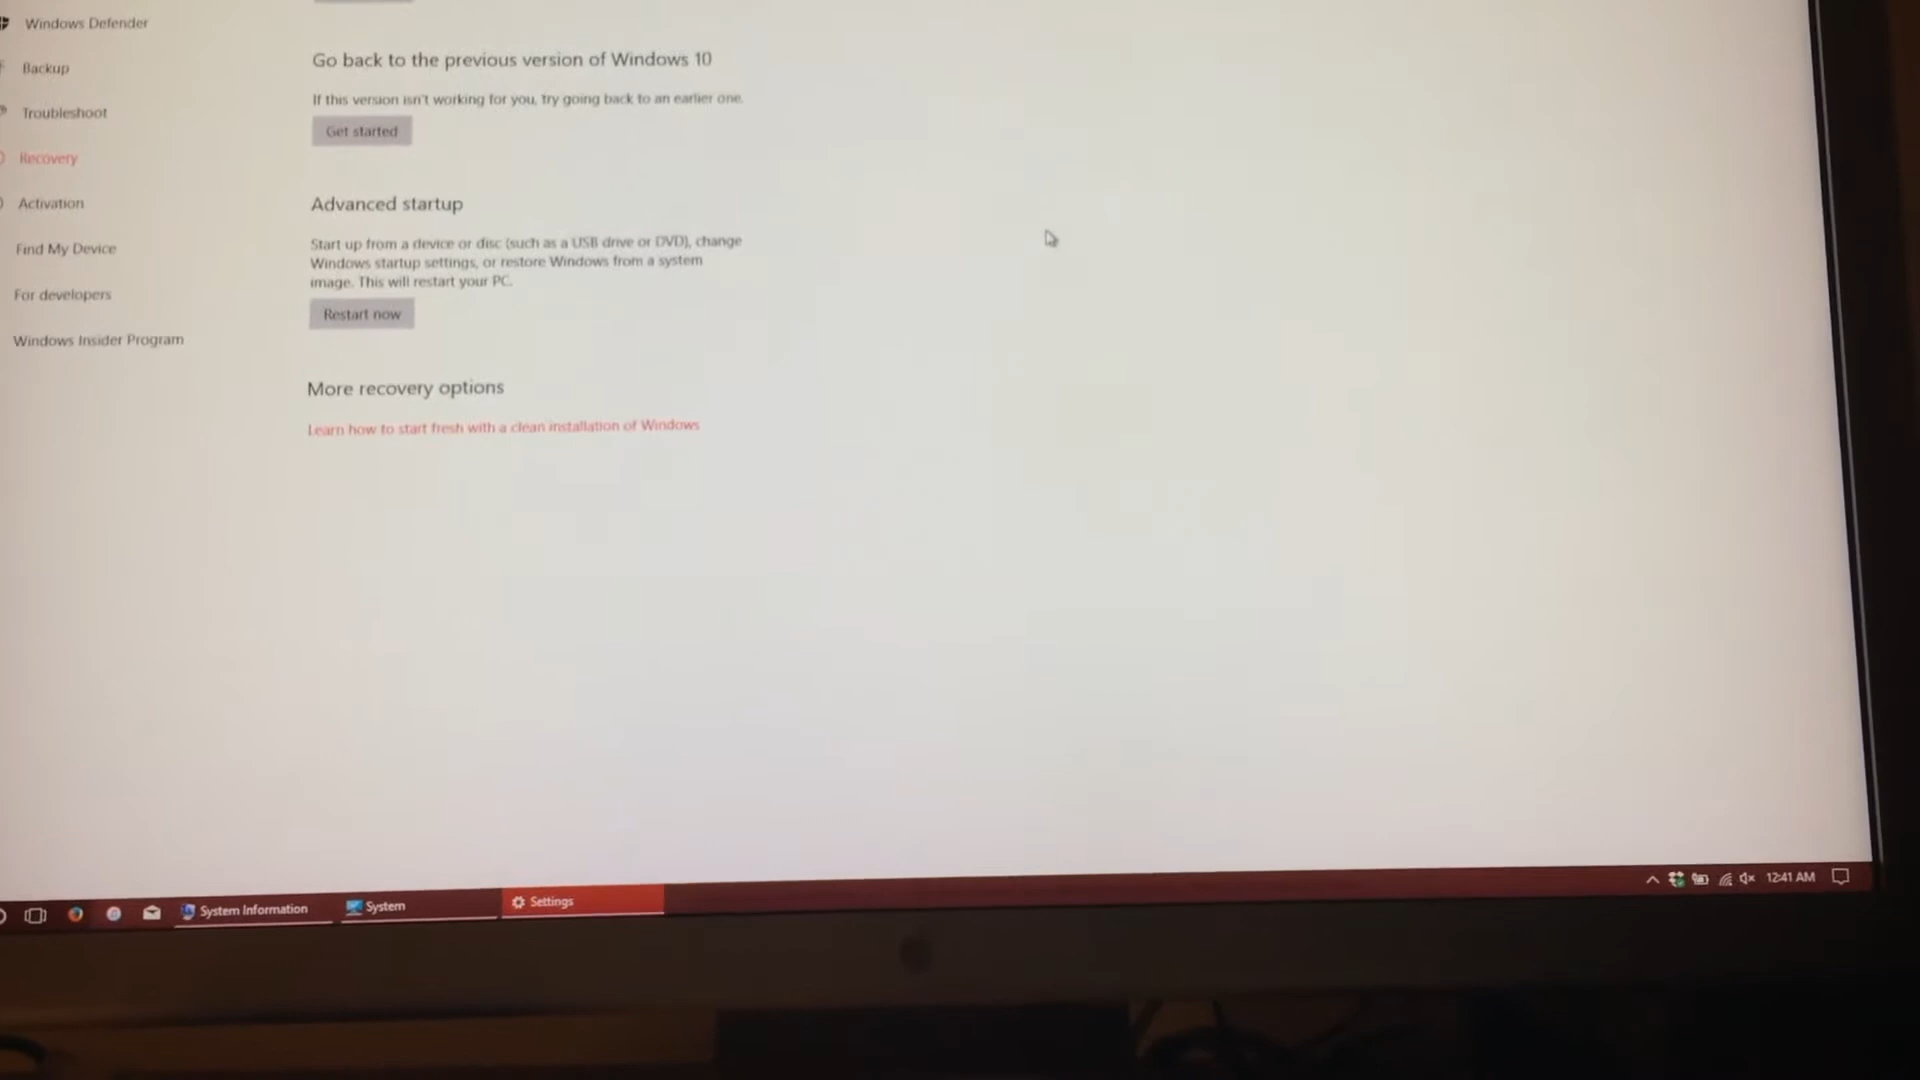 Windows Defender
Backup
Troubleshoot
Recovery
Activation
Find My Device
For developers
Windows Insider Program
Go back to the previous version of Windows 10
If this version isn't working for you, try going back to an earlier one.
Get started
Advanced startup
Start up from a device or disc (such as a USB drive or DVD), change
Windows startup settings, or restore Windows from a system
image. This will restart your PC.
Restart now
More recovery options
Learn how to start fresh with a clean installation of Windows
System Information
System
Settings
12:41 AM